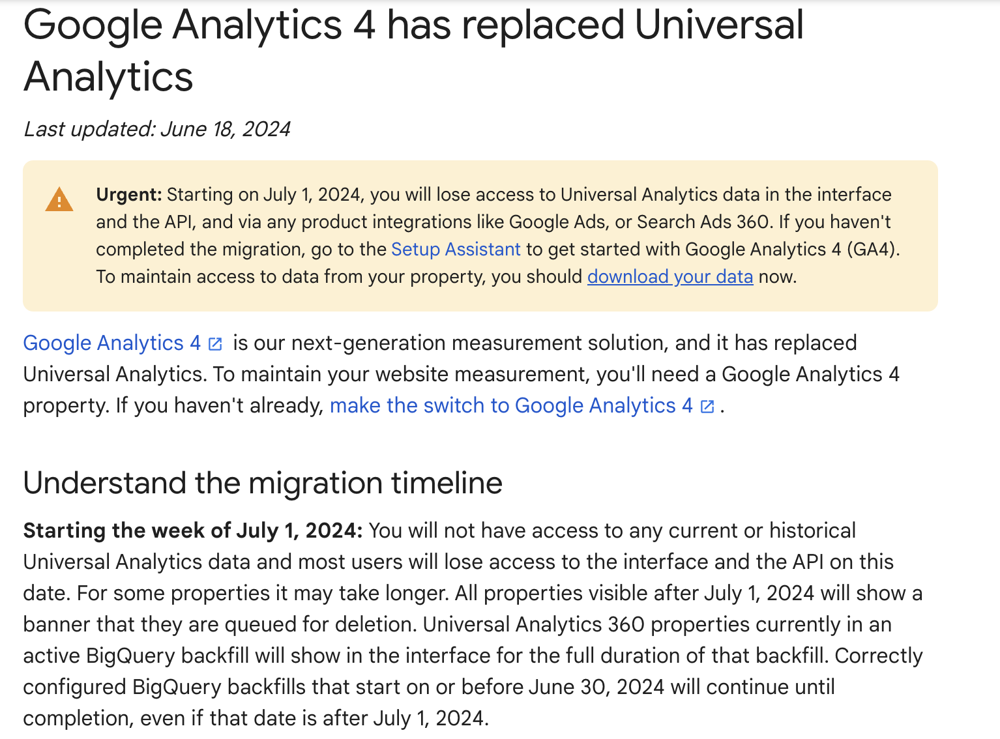 Google Analytics 4 has replaced Universal
Analytics
Last updated: June 18, 2024
Urgent: Starting on July 1, 2024, you will lose access to Universal Analytics data in the interface
and the API, and via any product integrations like Google Ads, or Search Ads 360. If you haven't
completed the migration, go to the Setup Assistant to get started with Google Analytics 4 (GA4).
To maintain access to data from your property, you should download your data now.
Google Analytics 4 is our next-generation measurement solution, and it has replaced
Universal Analytics. To maintain your website measurement, you'll need a Google Analytics 4
property. If you haven't already, make the switch to Google Analytics 4 .
Understand the migration timeline
Starting the week of July 1, 2024: You will not have access to any current or historical
Universal Analytics data and most users will lose access to the interface and the API on this
date. For some properties it may take longer. All properties visible after July 1, 2024 will show a
banner that they are queued for deletion. Universal Analytics 360 properties currently in an
active BigQuery backfill will show in the interface for the full duration of that backfill. Correctly
configured BigQuery backfills that start on or before June 30, 2024 will continue until
completion, even if that date is after July 1, 2024.